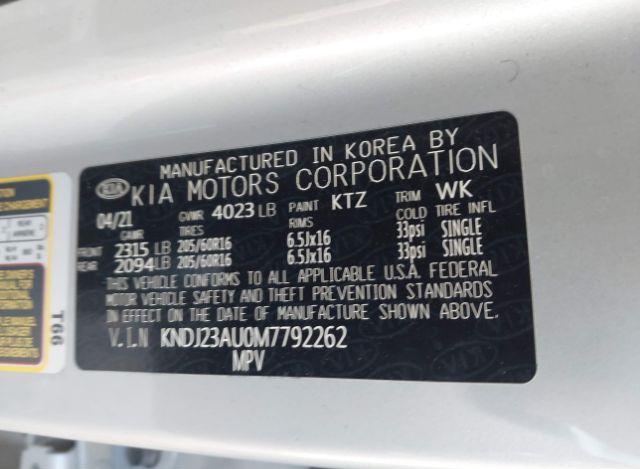 MANUFACTURED IN KOREA BY
KIA KIA MOTORS CORPORATION
04/21 GVWR 4023 LB PAINT KTZ TRIM WK
GAWR TIRES RIMS COLD TIRE INFL
FRONT 2315 LB 205/60R16 6.5Jx16 33psi SINGLE
REAR 2094 LB 205/60R16 6.5Jx16 33psi SINGLE
THIS VEHICLE CONFORMS TO ALL APPLICABLE U.S.A. FEDERAL
MOTOR VEHICLE SAFETY AND THEFT PREVENTION STANDARDS
IN EFFECT ON THE DATE OF MANUFACTURE SHOWN ABOVE.
V.I.N KNDJ23AU0M7792262
MPV
T66